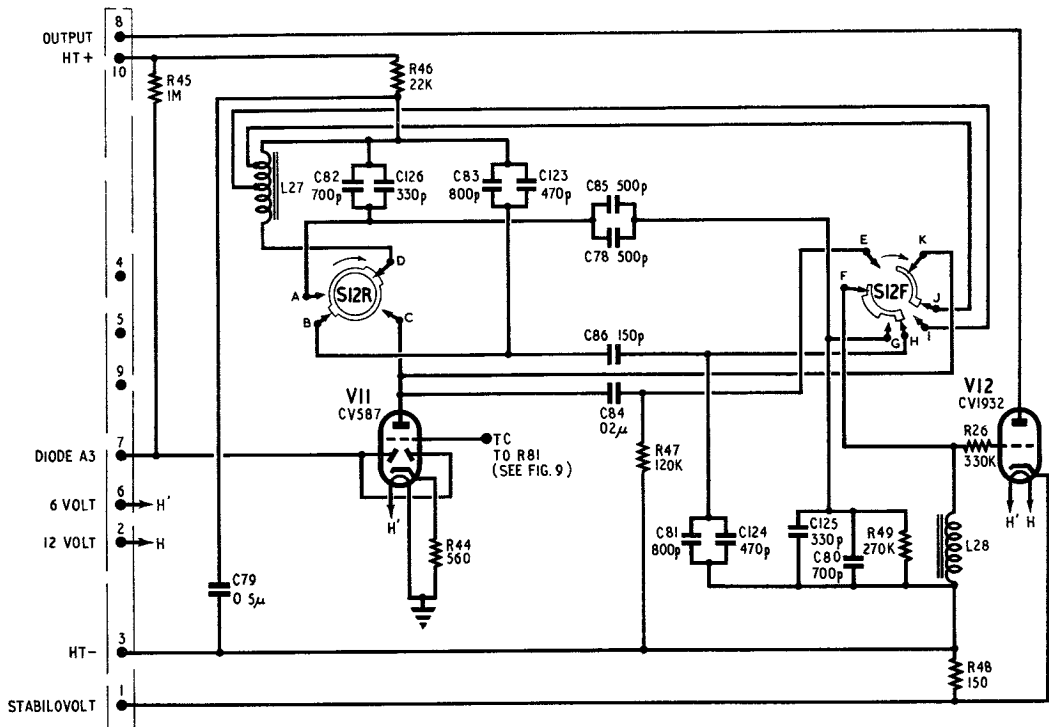 8
OUTPUT
HT+
10
R45
1M
R46
22K
L27
C82
700p
C126
330p
C83
800p
C123
470p
C85 500p
C78 500p
4
5
9
A
B
C
D
S12R
E
F
G
H
I
J
K
S12F
C86 150p
C84
02μ
V11
CV587
V12
CV1932
TC
TO R81
(SEE FIG. 9)
R47
120K
R26
330K
7
DIODE A3
6
6 VOLT
H'
2
12 VOLT
H
H'
R44
560
C81
800p
C124
470p
C125
330p
C80
700p
R49
270K
L28
H'
H
C79
0 5μ
3
HT-
R48
150
1
STABILOVOLT